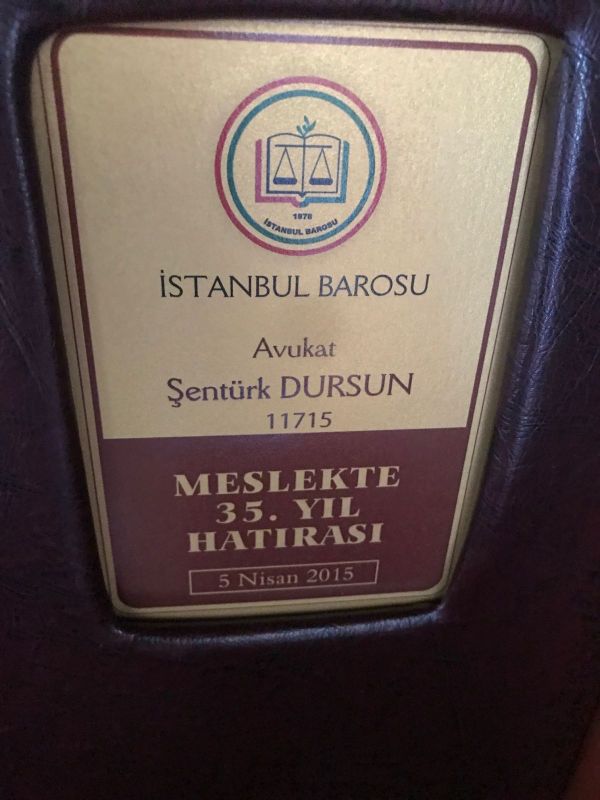 1878
İSTANBUL BAROSU
İSTANBUL BAROSU
Avukat
Şentürk DURSUN
11715
MESLEKTE
35. YIL
HATIRASI
5 Nisan 2015